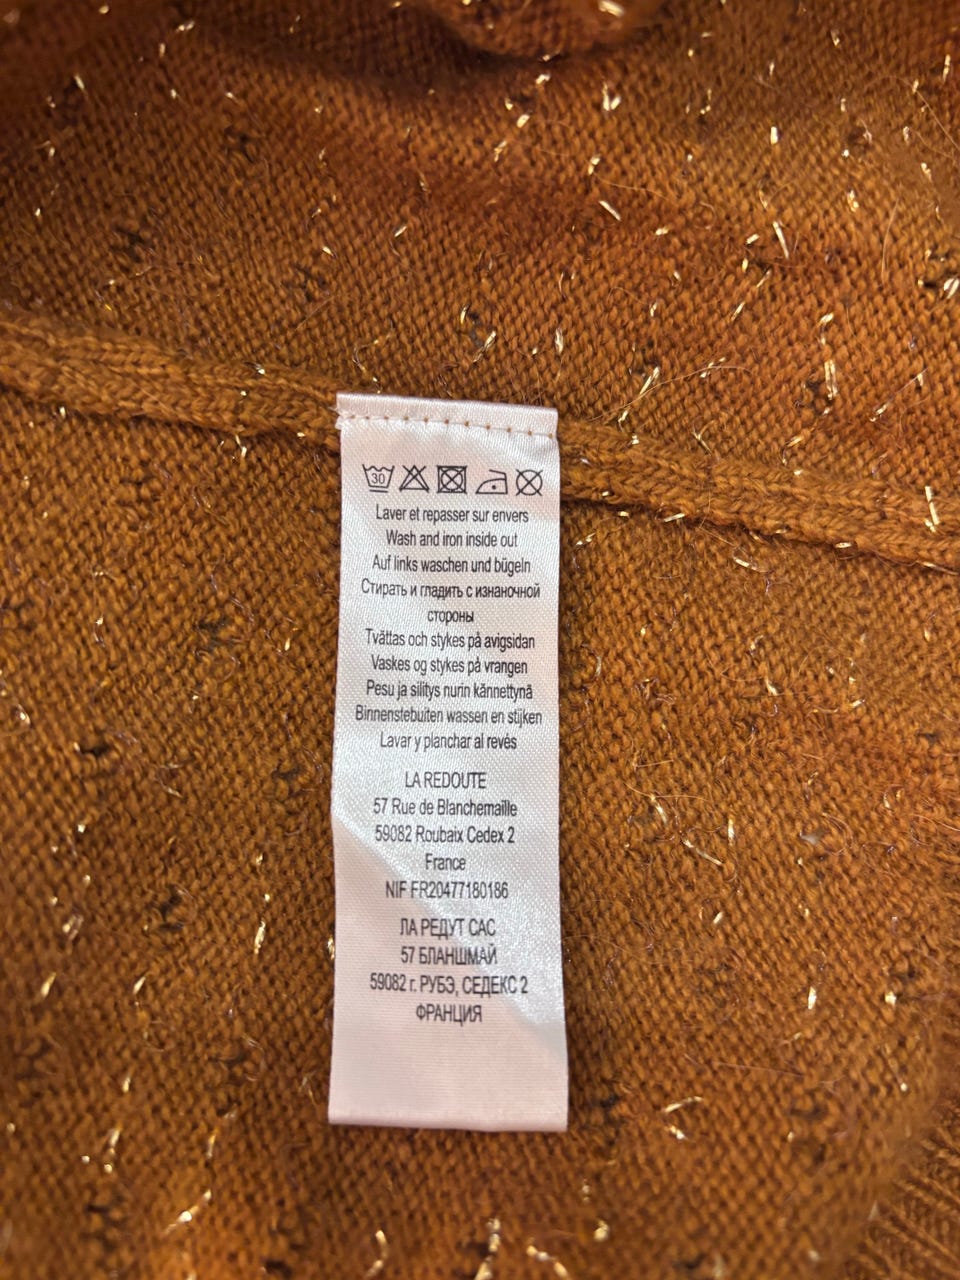 30
Laver et repasser sur envers
Wash and iron inside out
Auf links waschen und bügeln
Стирать и гладить с изнаночной
стороны
Tvättas och stykes på avigsidan
Vaskes og stykes på vrangen
Pesu ja silitys nurin kännettynä
Binnenstebuiten wassen en stijken
Lavar y planchar al revés
LA REDOUTE
57 Rue de Blanchemaille
59082 Roubaix Cedex 2
France
NIF FR20477180186
ЛА РЕДУТ САС
57 БЛАНШМАЙ
59082 г. РУБЭ, СЕДЕКС 2
ФРАНЦИЯ